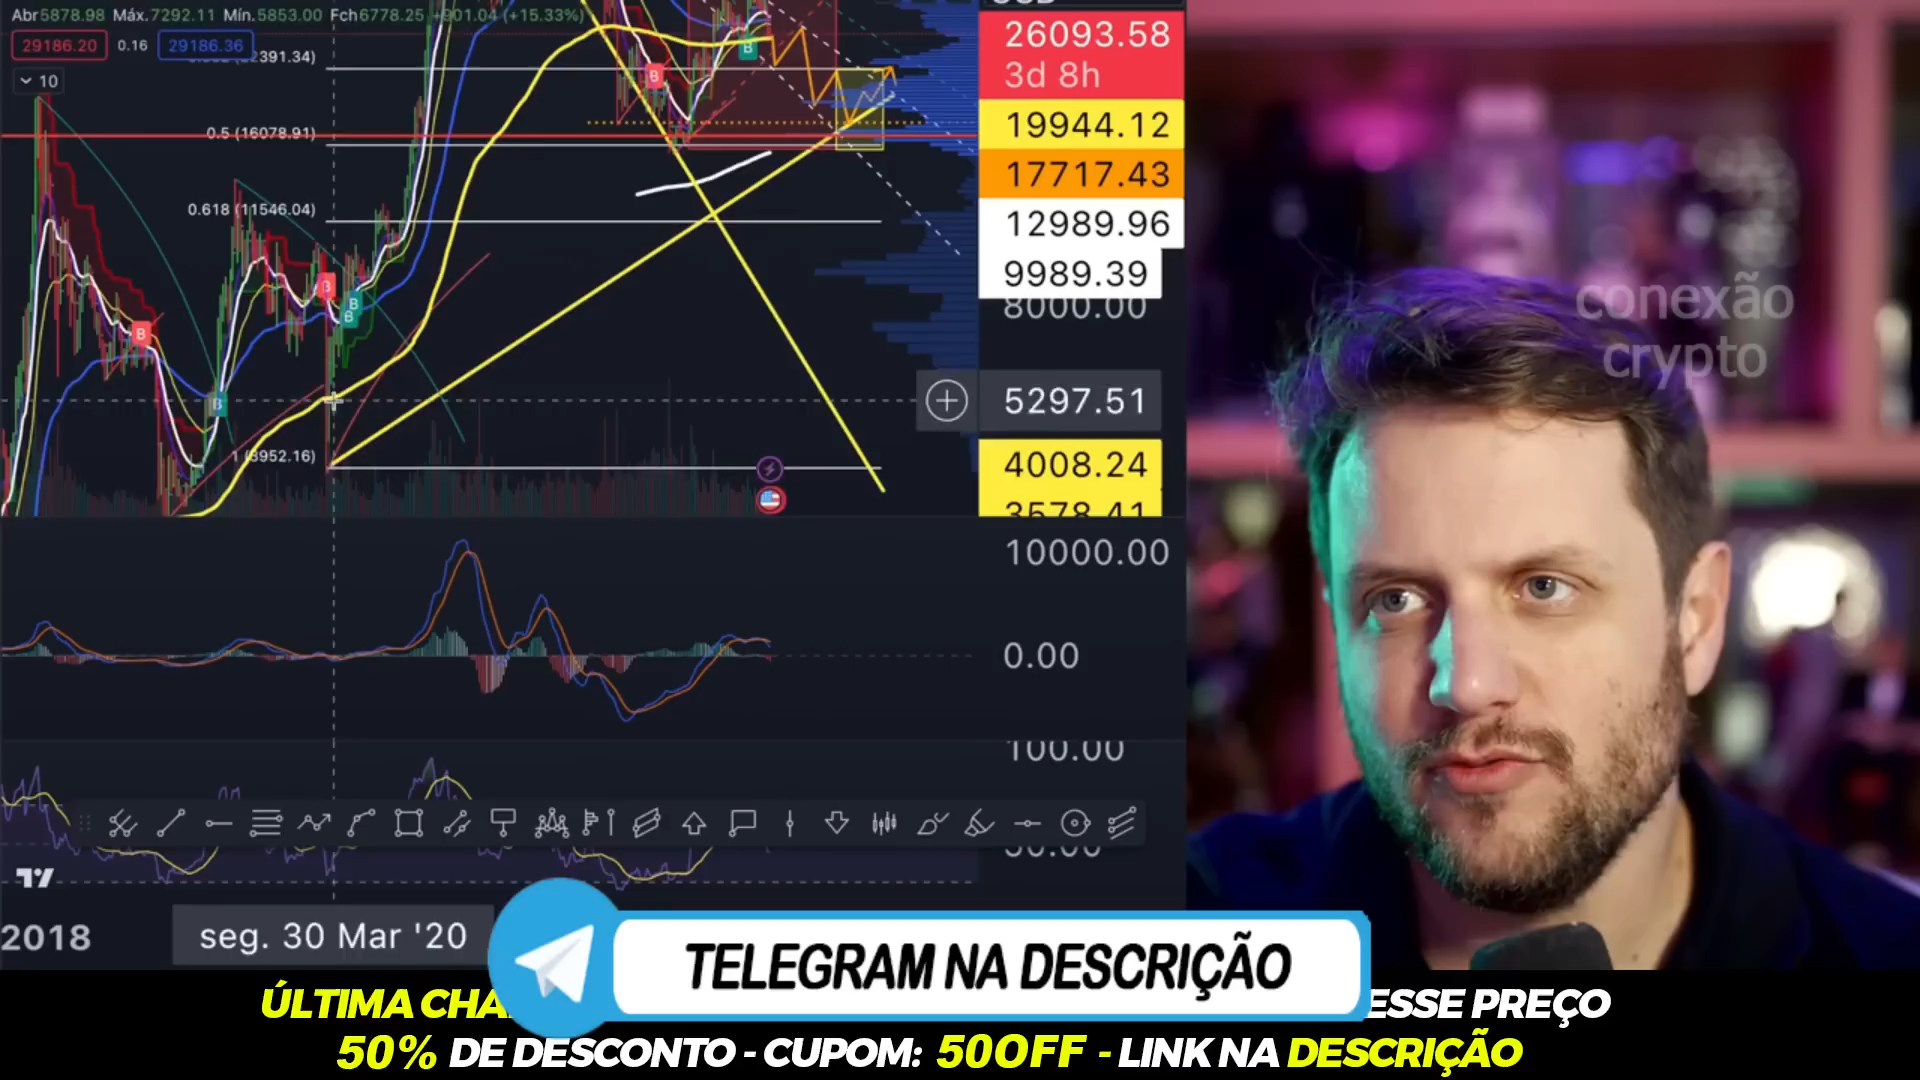 Abr5878.98 Máx.7292.11 Mín.5853.00 Fch6778.25 +901.04 (+15.33%)
29186.20 0.16 29186.36
10
0.5 (16078.91)
0.618 (11546.04)
1 (3952.16)
B
B
B
B
B
B
B
26093.58
3d 8h
19944.12
17717.43
12989.96
9989.39
8000.00
5297.51
4008.24
3578.41
10000.00
0.00
100.00
50.00
2018
seg. 30 Mar '20
conexão
crypto
TELEGRAM NA DESCRIÇÃO
ÚLTIMA ESSE PREÇO
50% DE DESCONTO - CUPOM: 50OFF - LINK NA DESCRIÇÃO